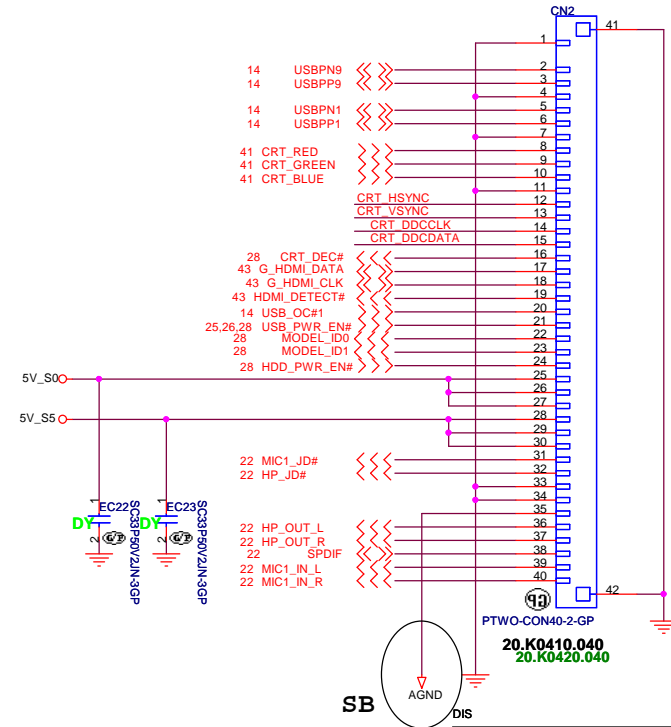 CN2
41
1
14 USBPN9 2
14 USBPP9 3
4
14 USBPN1 5
14 USBPP1 6
7
41 CRT_RED 8
41 CRT_GREEN 9
41 CRT_BLUE 10
11
CRT_HSYNC 12
CRT_VSYNC 13
CRT_DDCCLK 14
CRT_DDCDATA 15
28 CRT_DEC# 16
43 G_HDMI_DATA 17
43 G_HDMI_CLK 18
43 HDMI_DETECT# 19
14 USB_OC#1 20
25,26,28 USB_PWR_EN# 21
28 MODEL_ID0 22
28 MODEL_ID1 23
28 HDD_PWR_EN# 24
5V_S0 25
26
27
5V_S5 28
29
30
22 MIC1_JD# 31
22 HP_JD# 32
33
34
35
22 HP_OUT_L 36
22 HP_OUT_R 37
22 SPDIF 38
22 MIC1_IN_L 39
22 MIC1_IN_R 40
42
1 EC22 SC33P50V2JN-3GP
DY
2
1 EC23 SC33P50V2JN-3GP
DY
2
PTWO-CON40-2-GP
20.K0410.040
20.K0420.040
AGND
SB
DIS